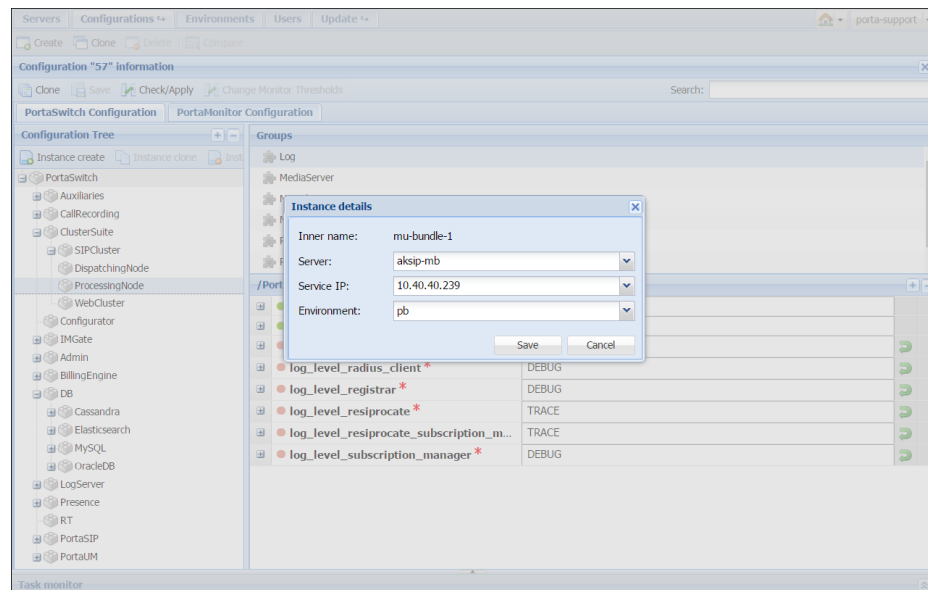 Servers Configurations Environments Users Update porta-support
Create Clone Delete Compare
Configuration "57" information
Clone Save Check/Apply Change Monitor Thresholds Search:
PortaSwitch Configuration PortaMonitor Configuration
Configuration Tree Groups
Instance create Instance clone Log
PortaSwitch MediaServer
Auxiliaries
CallRecording
ClusterSuite
SIPCluster
DispatchingNode
ProcessingNode
WebCluster
Configurator
IMGate
Admin
BillingEngine
DB
Cassandra
Elasticsearch
MySQL
OracleDB
LogServer
Presence
RT
PortaSIP
PortaUM
Instance details
Inner name: mu-bundle-1
Server: aksip-mb
Service IP: 10.40.40.239
Environment: pb
Save Cancel
log_level_radius_client * DEBUG
log_level_registrar * DEBUG
log_level_resiprocate * TRACE
log_level_resiprocate_subscription_m... TRACE
log_level_subscription_manager * DEBUG
Task monitor